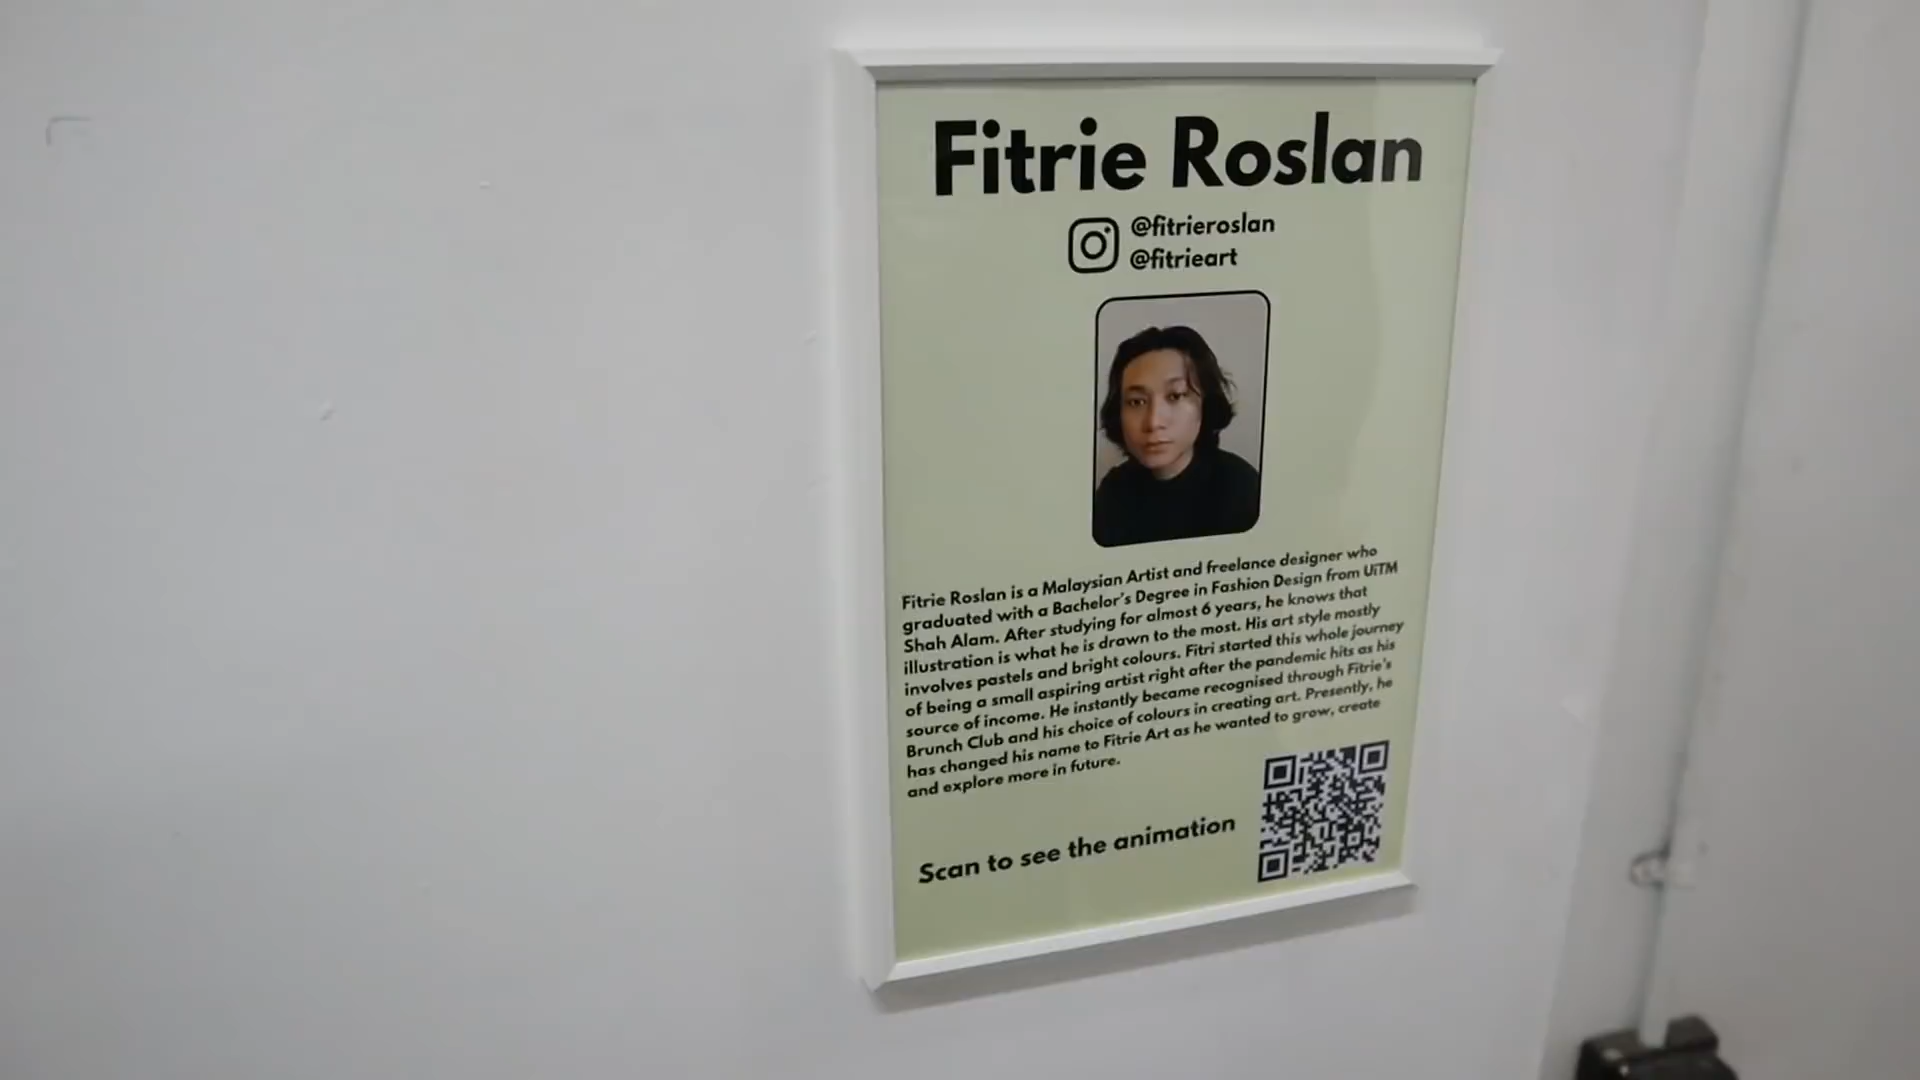 Fitrie Roslan
@fitrieroslan
@fitrieart
Fitrie Roslan is a Malaysian Artist and freelance designer who
graduated with a Bachelor's Degree in Fashion Design from UiTM
Shah Alam. After studying for almost 6 years, he knows that
illustration is what he is drawn to the most. His art style mostly
involves pastels and bright colours. Fitri started this whole journey
of being a small aspiring artist right after the pandemic hits as his
source of income. He instantly became recognised through Fitrie's
Brunch Club and his choice of colours in creating art. Presently, he
has changed his name to Fitrie Art as he wanted to grow, create
and explore more in future.
Scan to see the animation